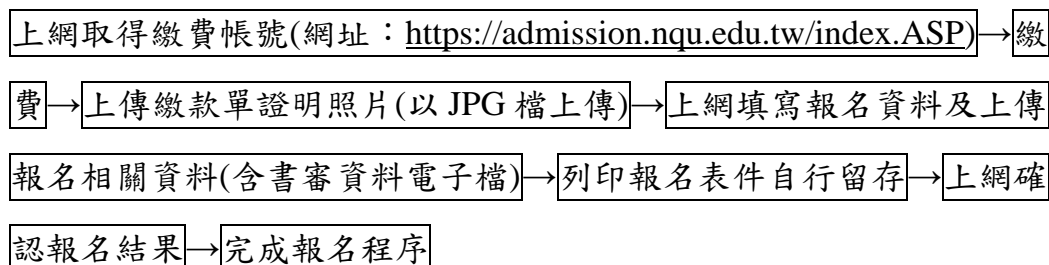 上網取得繳費帳號(網址：https://admission.nqu.edu.tw/index.ASP)→繳
費→上傳繳款單證明照片(以 JPG 檔上傳)→上網填寫報名資料及上傳
報名相關資料(含書審資料電子檔)→列印報名表件自行留存→上網確
認報名結果→完成報名程序